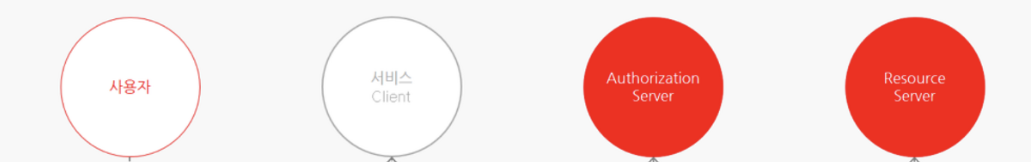 사용자
서비스
Client
Authorization
Server
Resource
Server